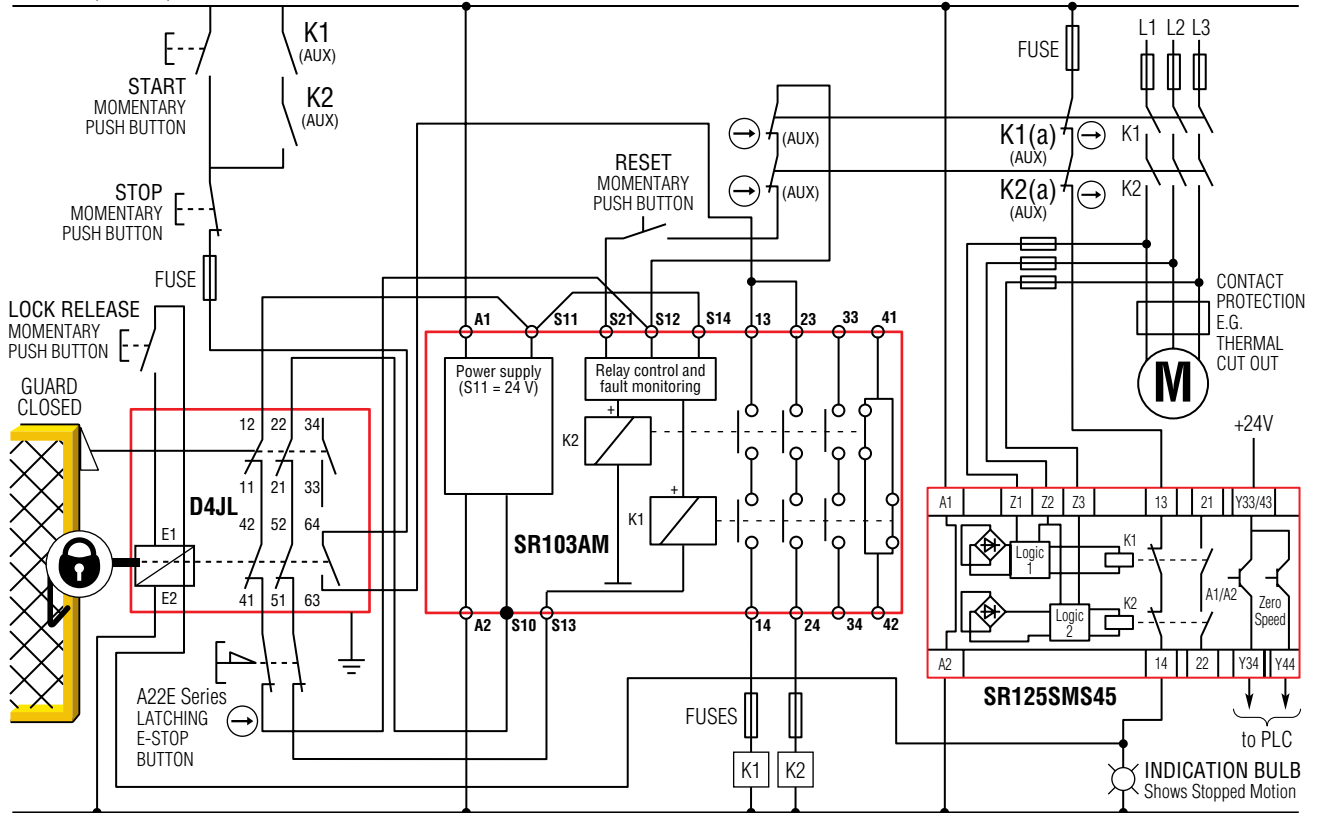 K1
(AUX)
START
MOMENTARY
PUSH BUTTON
K2
(AUX)
STOP
MOMENTARY
PUSH BUTTON
FUSE
LOCK RELEASE
MOMENTARY
PUSH BUTTON
GUARD
CLOSED
12 22 34
11 21 33
D4JL
42 52 64
E1
E2
41 51 63
A22E Series
LATCHING
E-STOP
BUTTON
RESET
MOMENTARY
PUSH BUTTON
(AUX)
(AUX)
A1 S11 S21 S12 S14 13 23 33 41
Power supply
(S11 = 24 V)
Relay control and
fault monitoring
+
K2
+
K1
SR103AM
A2 S10 S13 14 24 34 42
FUSES
K1 K2
FUSE
L1 L2 L3
K1(a)
(AUX)
K1
K2(a)
(AUX)
K2
CONTACT
PROTECTION
E.G.
THERMAL
CUT OUT
M
+24V
A1 Z1 Z2 Z3 13 21 Y33/43
Logic
1
K1
A1/A2
Zero
Speed
Logic
2
K2
A2 14 22 Y34 Y44
SR125SMS45
to PLC
INDICATION BULB
Shows Stopped Motion